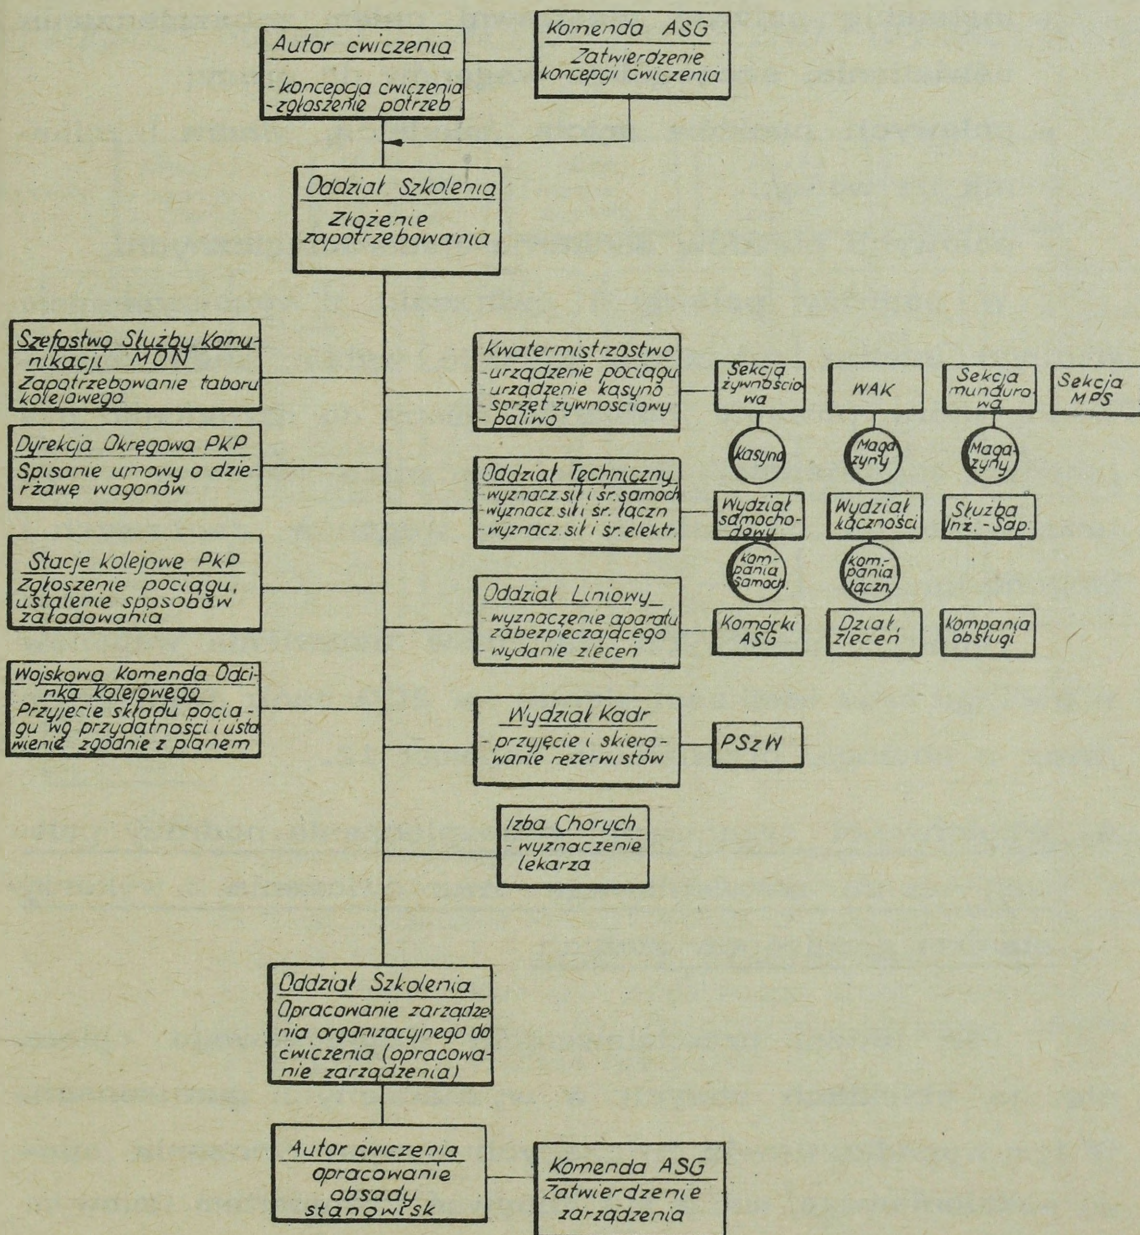 Autor ćwiczenia
- koncepcja ćwiczenia
- zgłoszenie potrzeb
Komenda ASG
Zatwierdzenie
koncepcji ćwiczenia
Oddział Szkolenia
Złożenie
zapotrzebowania
Szefostwo Służby Komu-
nikacji MON
Zapotrzebowanie taboru
kolejowego
Dyrekcja Okręgowa PKP
Spisanie umowy o dzie-
rżawę wagonów
Stacje kolejowe PKP
Zgłoszenie pociągu,
ustalenie sposobów
załadowania
Wojskowa Komenda Odci-
nka Kolejowego
Przyjęcie składu pocią-
gu wg przydatności i usta
wienie zgodnie z planem
Kwatermistrzostwo
- urządzenie pociągu
- urządzenie kasyno
- sprzęt żywnościowy
- paliwo
Sekcja
żywnościo-
wa
WAK
Sekcja
munduro-
wa
Sekcja
MPS
Kasyno
Maga
zyny
Maga-
zyny
Oddział Techniczny
- wyznacz. sił i śr. samoch
- wyznacz. sił i śr. łączn
- wyznacz. sił i śr. elektr.
Wydział
samocho-
dowy
Wydział
łączności
Służba
Inż.-Sap.
kom-
pania
samoch.
kom-
pania
łączn.
Oddział Liniowy
- wyznaczenie aparatu
zabezpieczającego
- wydanie zleceń
Komórki
ASG
Dział.
zleceń
Kompania
obsługi
Wydział Kadr
- przyjęcie i skiero-
wanie rezerwistów
PSzW
Izba Chorych
- wyznaczenie
lekarza
Oddział Szkolenia
Opracowanie zarządze
nia organizacyjnego do
ćwiczenia (opracowa-
nie zarządzenia)
Autor ćwiczenia
opracowanie
obsady
stanowisk
Komenda ASG
Zatwierdzenie
zarządzenia